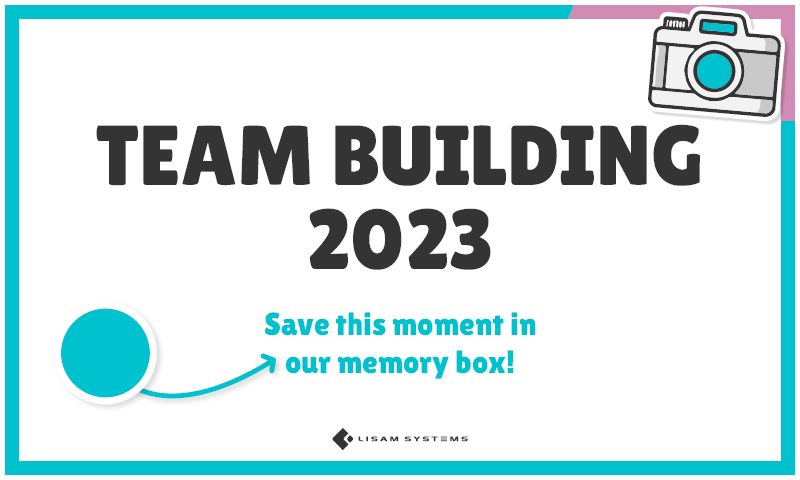 TEAM BUILDING
2023
Save this moment in
our memory box!
LISAM SYSTEMS